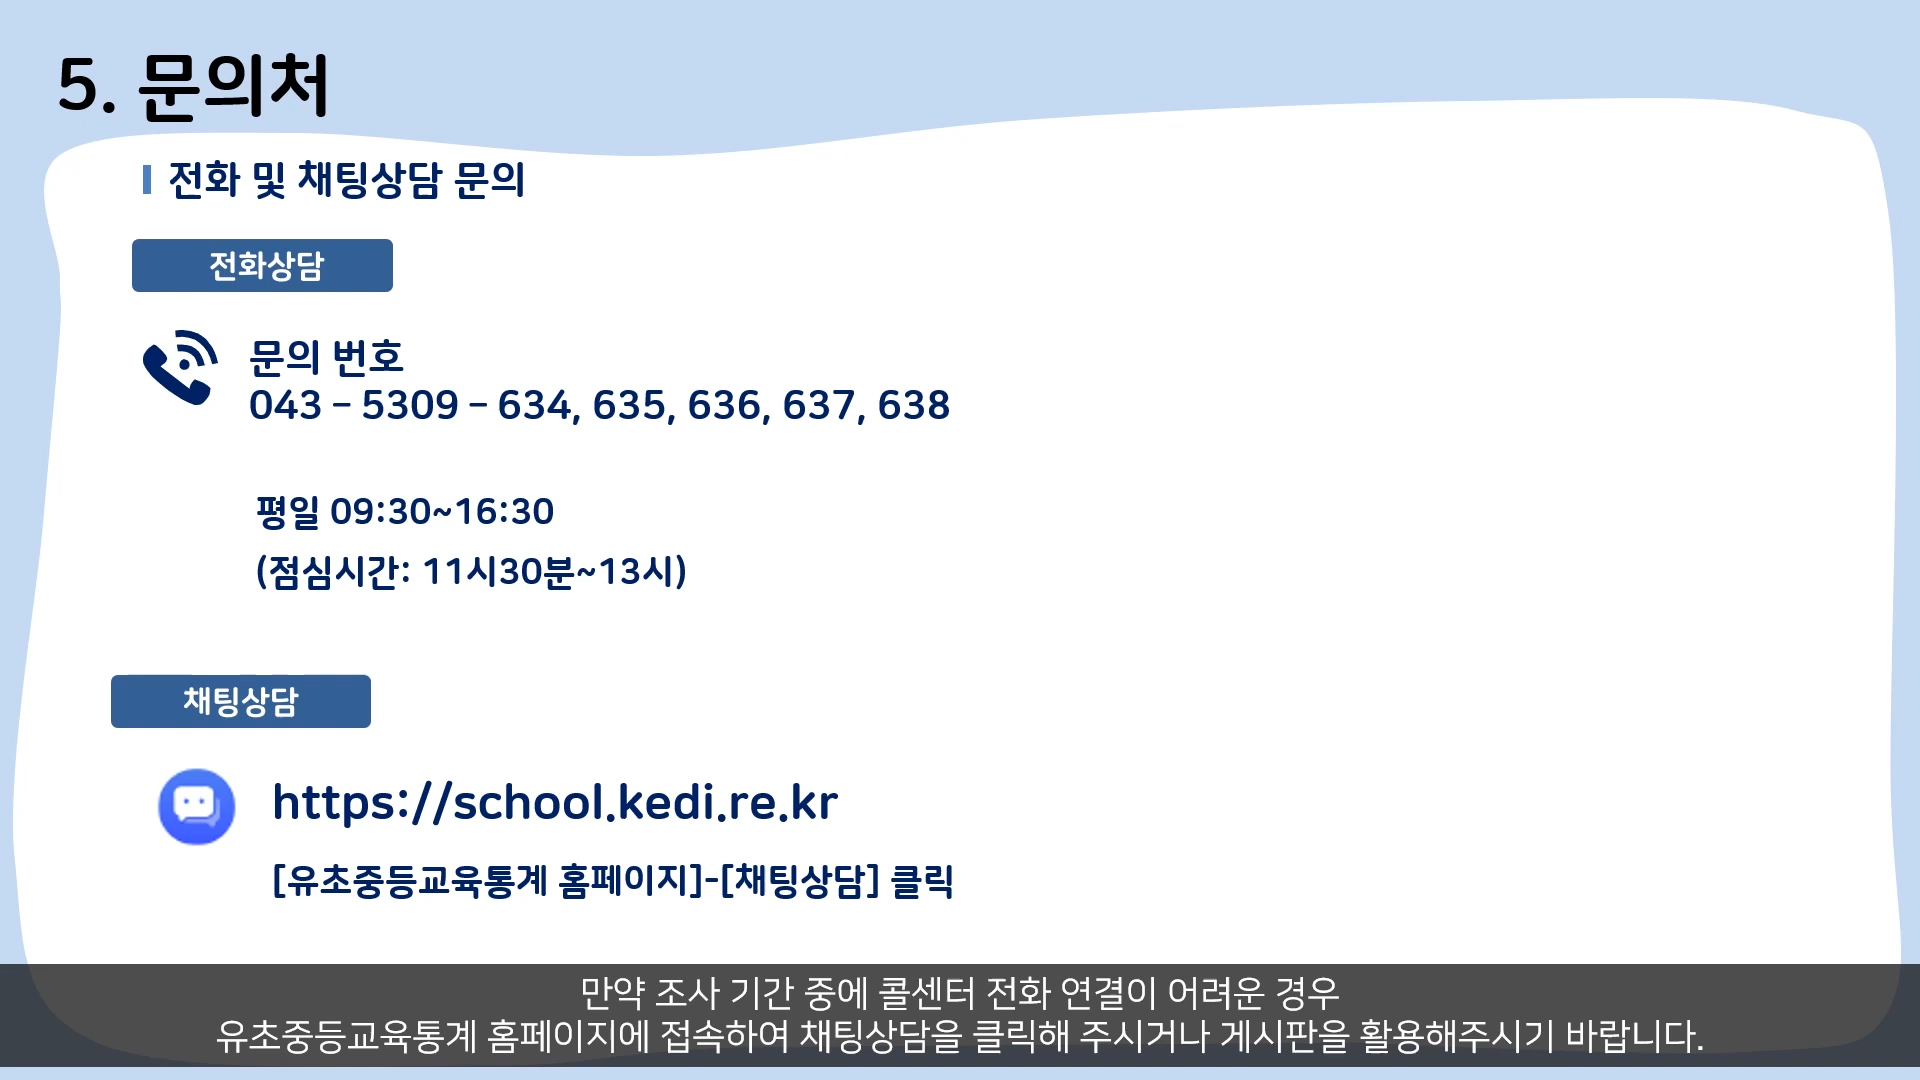 5. 문의처
전화 및 채팅상담 문의
전화상담
문의 번호
043 – 5309 – 634, 635, 636, 637, 638
평일 09:30~16:30
(점심시간: 11시30분~13시)
채팅상담
https://school.kedi.re.kr
[유초중등교육통계 홈페이지]-[채팅상담] 클릭
만약 조사 기간 중에 콜센터 전화 연결이 어려운 경우
유초중등교육통계 홈페이지에 접속하여 채팅상담을 클릭해 주시거나 게시판을 활용해주시기 바랍니다.